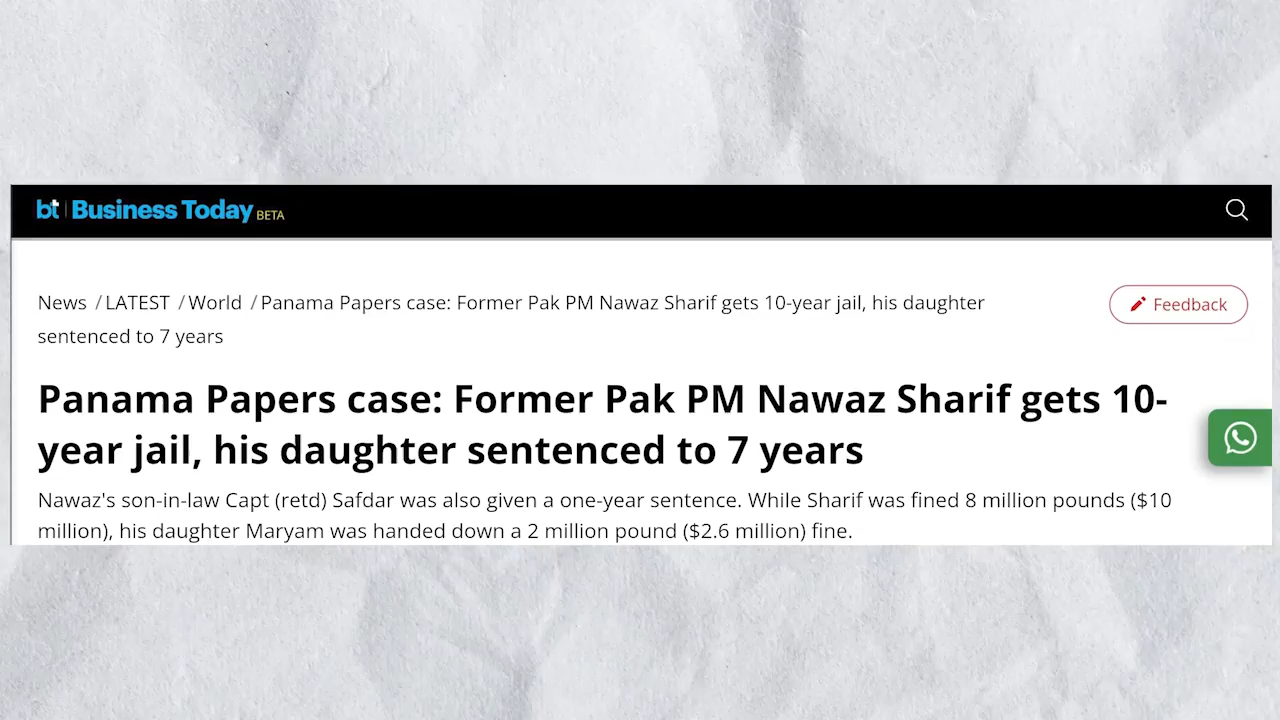 bt Business Today BETA
News / LATEST / World / Panama Papers case: Former Pak PM Nawaz Sharif gets 10-year jail, his daughter
sentenced to 7 years
Feedback
Panama Papers case: Former Pak PM Nawaz Sharif gets 10-
year jail, his daughter sentenced to 7 years
Nawaz's son-in-law Capt (retd) Safdar was also given a one-year sentence. While Sharif was fined 8 million pounds ($10
million), his daughter Maryam was handed down a 2 million pound ($2.6 million) fine.